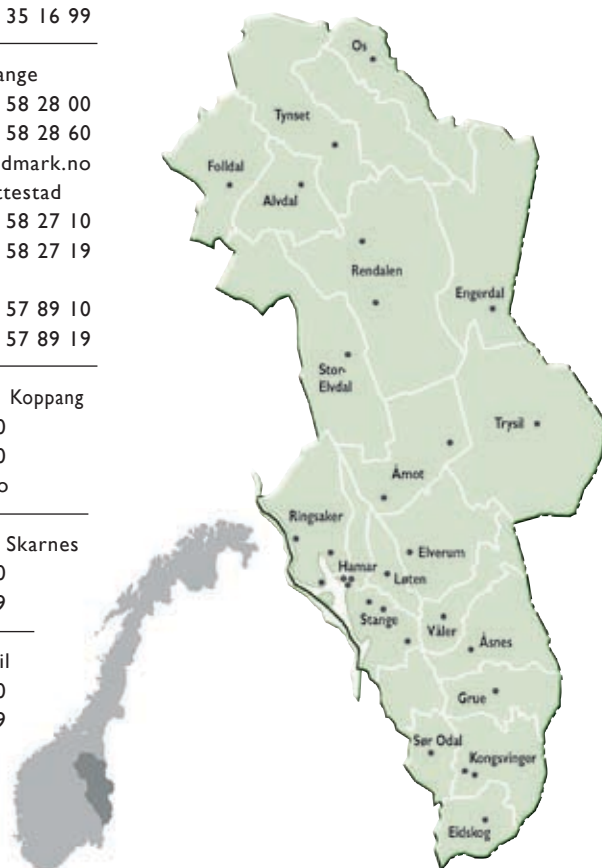 35 16 99
ange
58 28 00
58 28 60
dmark.no
ttestad
58 27 10
58 27 19
57 89 10
57 89 19
Koppang
0
0
o
Skarnes
0
9
il
0
9
Os
Tynset
Folldal
Alvdal
Rendalen
Engerdal
Stor-
Elvdal
Trysil
Åmot
Ringsaker
Elverum
Hamar
Løten
Stange
Våler
Åsnes
Grue
Sør Odal
Kongsvinger
Eidskog